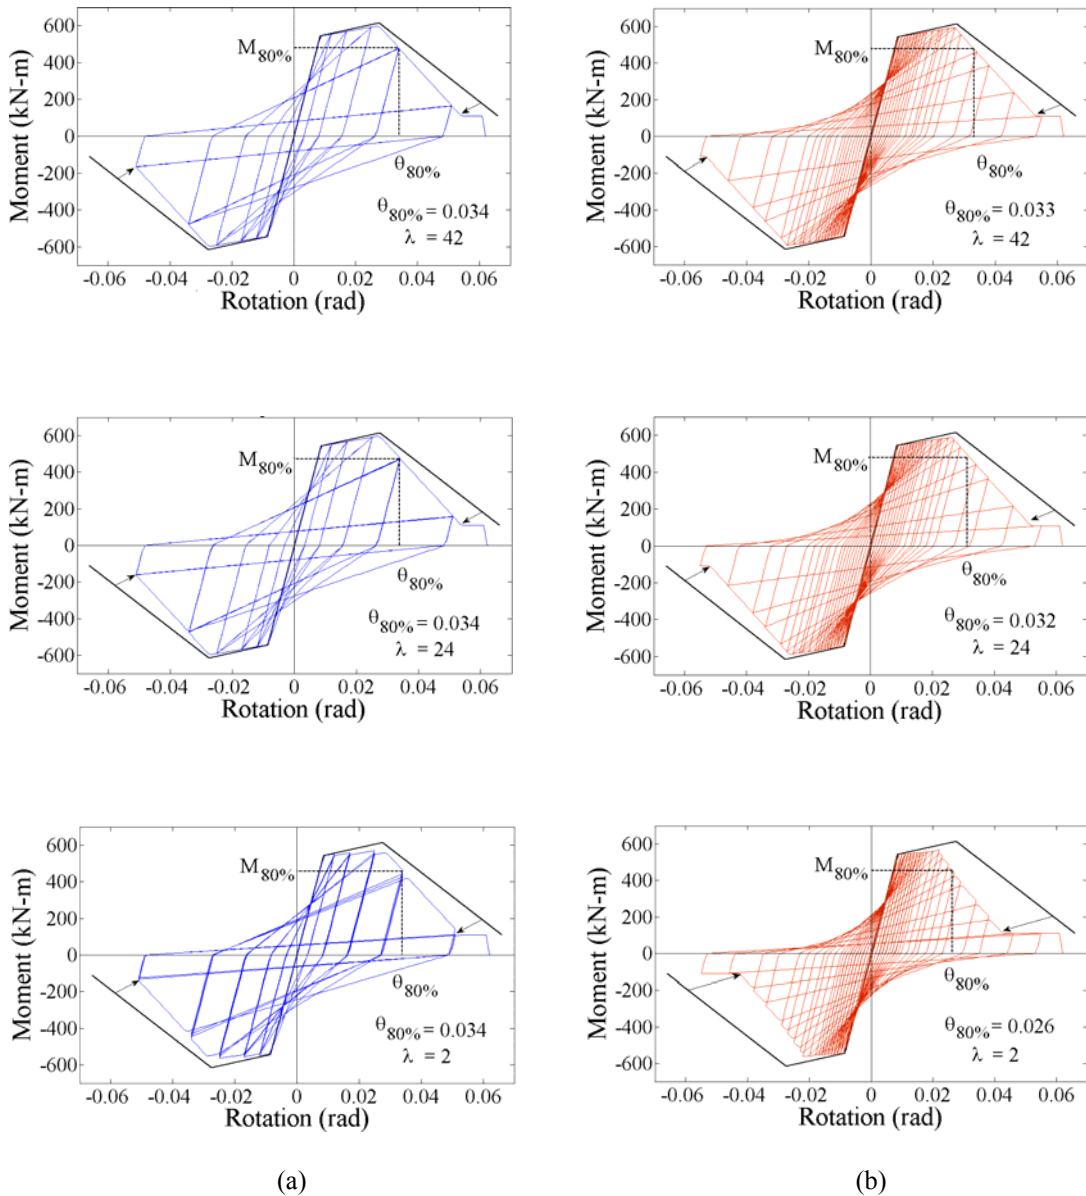 600
400
200
0
-200
-400
-600
Moment (kN-m)
M80%
θ80%
θ80% = 0.034
λ = 42
-0.06 -0.04 -0.02 0 0.02 0.04 0.06
Rotation (rad)
600
400
200
0
-200
-400
-600
Moment (kN-m)
M80%
θ80%
θ80% = 0.033
λ = 42
-0.06 -0.04 -0.02 0 0.02 0.04 0.06
Rotation (rad)
600
400
200
0
-200
-400
-600
Moment (kN-m)
M80%
θ80%
θ80% = 0.034
λ = 24
-0.06 -0.04 -0.02 0 0.02 0.04 0.06
Rotation (rad)
600
400
200
0
-200
-400
-600
Moment (kN-m)
M80%
θ80%
θ80% = 0.032
λ = 24
-0.06 -0.04 -0.02 0 0.02 0.04 0.06
Rotation (rad)
600
400
200
0
-200
-400
-600
Moment (kN-m)
M80%
θ80%
θ80% = 0.034
λ = 2
-0.06 -0.04 -0.02 0 0.02 0.04 0.06
Rotation (rad)
600
400
200
0
-200
-400
-600
Moment (kN-m)
M80%
θ80%
θ80% = 0.026
λ = 2
-0.06 -0.04 -0.02 0 0.02 0.04 0.06
Rotation (rad)
(a) (b)